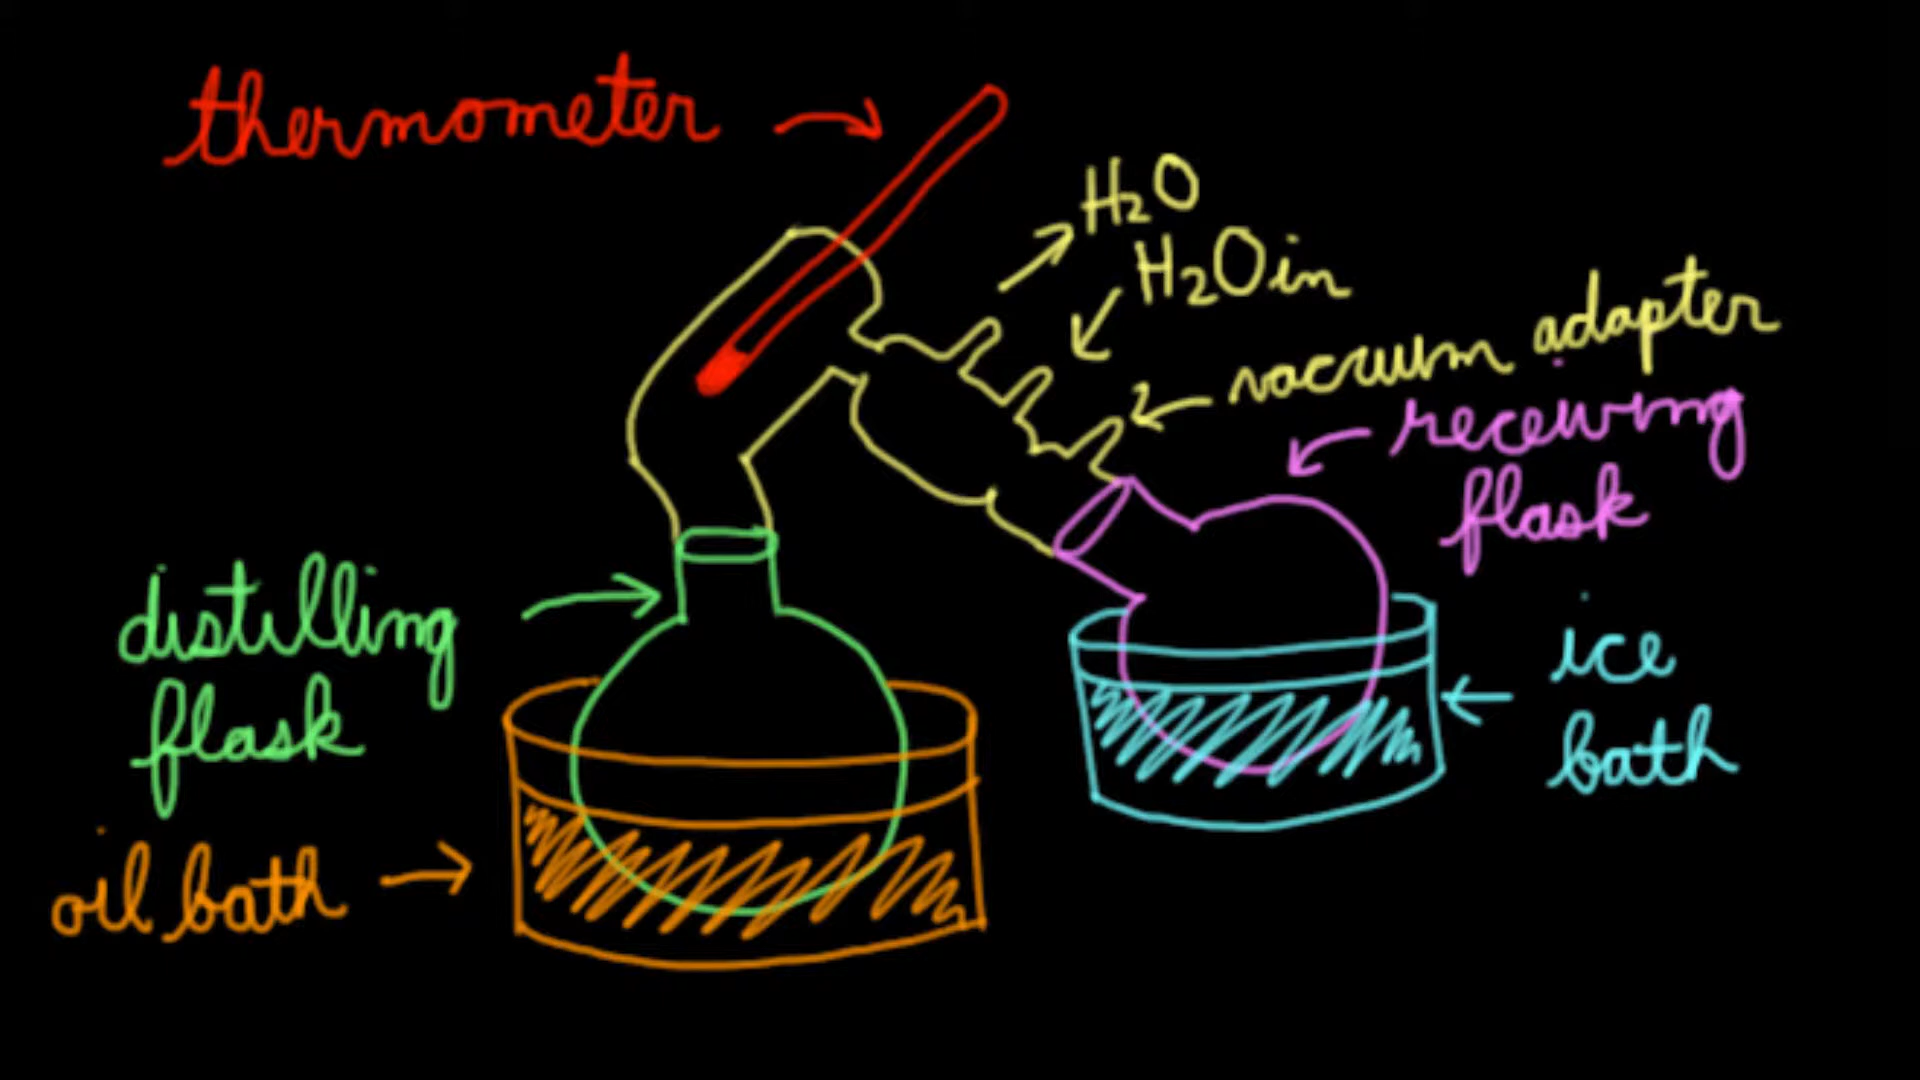 thermometer
H2O
H2O in
vacuum adapter
receiving
flask
distilling
flask
ice
bath
oil bath